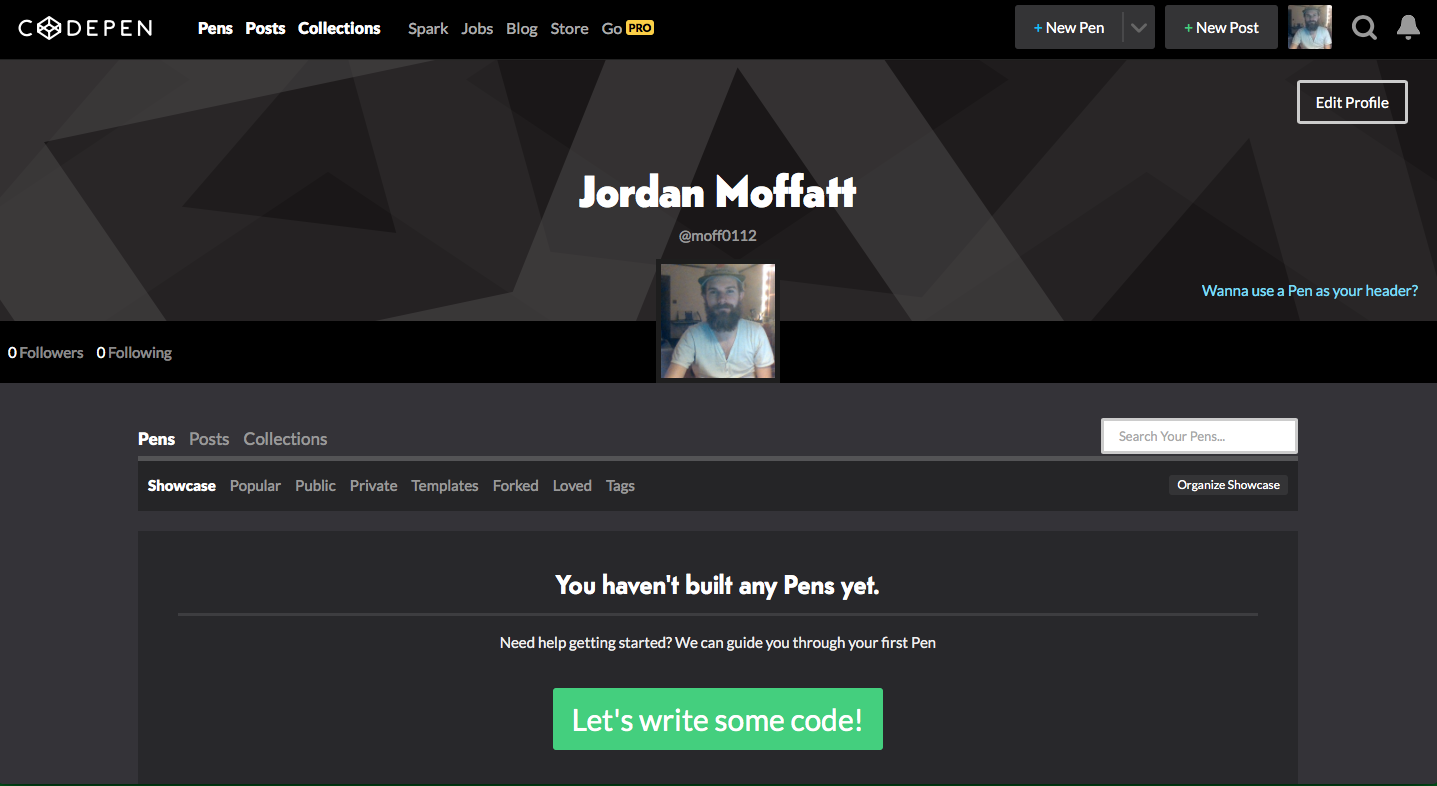 CODEPEN Pens Posts Collections Spark Jobs Blog Store Go PRO + New Pen + New Post
Edit Profile
Jordan Moffatt
@moff0112
Wanna use a Pen as your header?
0 Followers 0 Following
Pens Posts Collections Search Your Pens...
Showcase Popular Public Private Templates Forked Loved Tags Organize Showcase
You haven't built any Pens yet.
Need help getting started? We can guide you through your first Pen
Let's write some code!